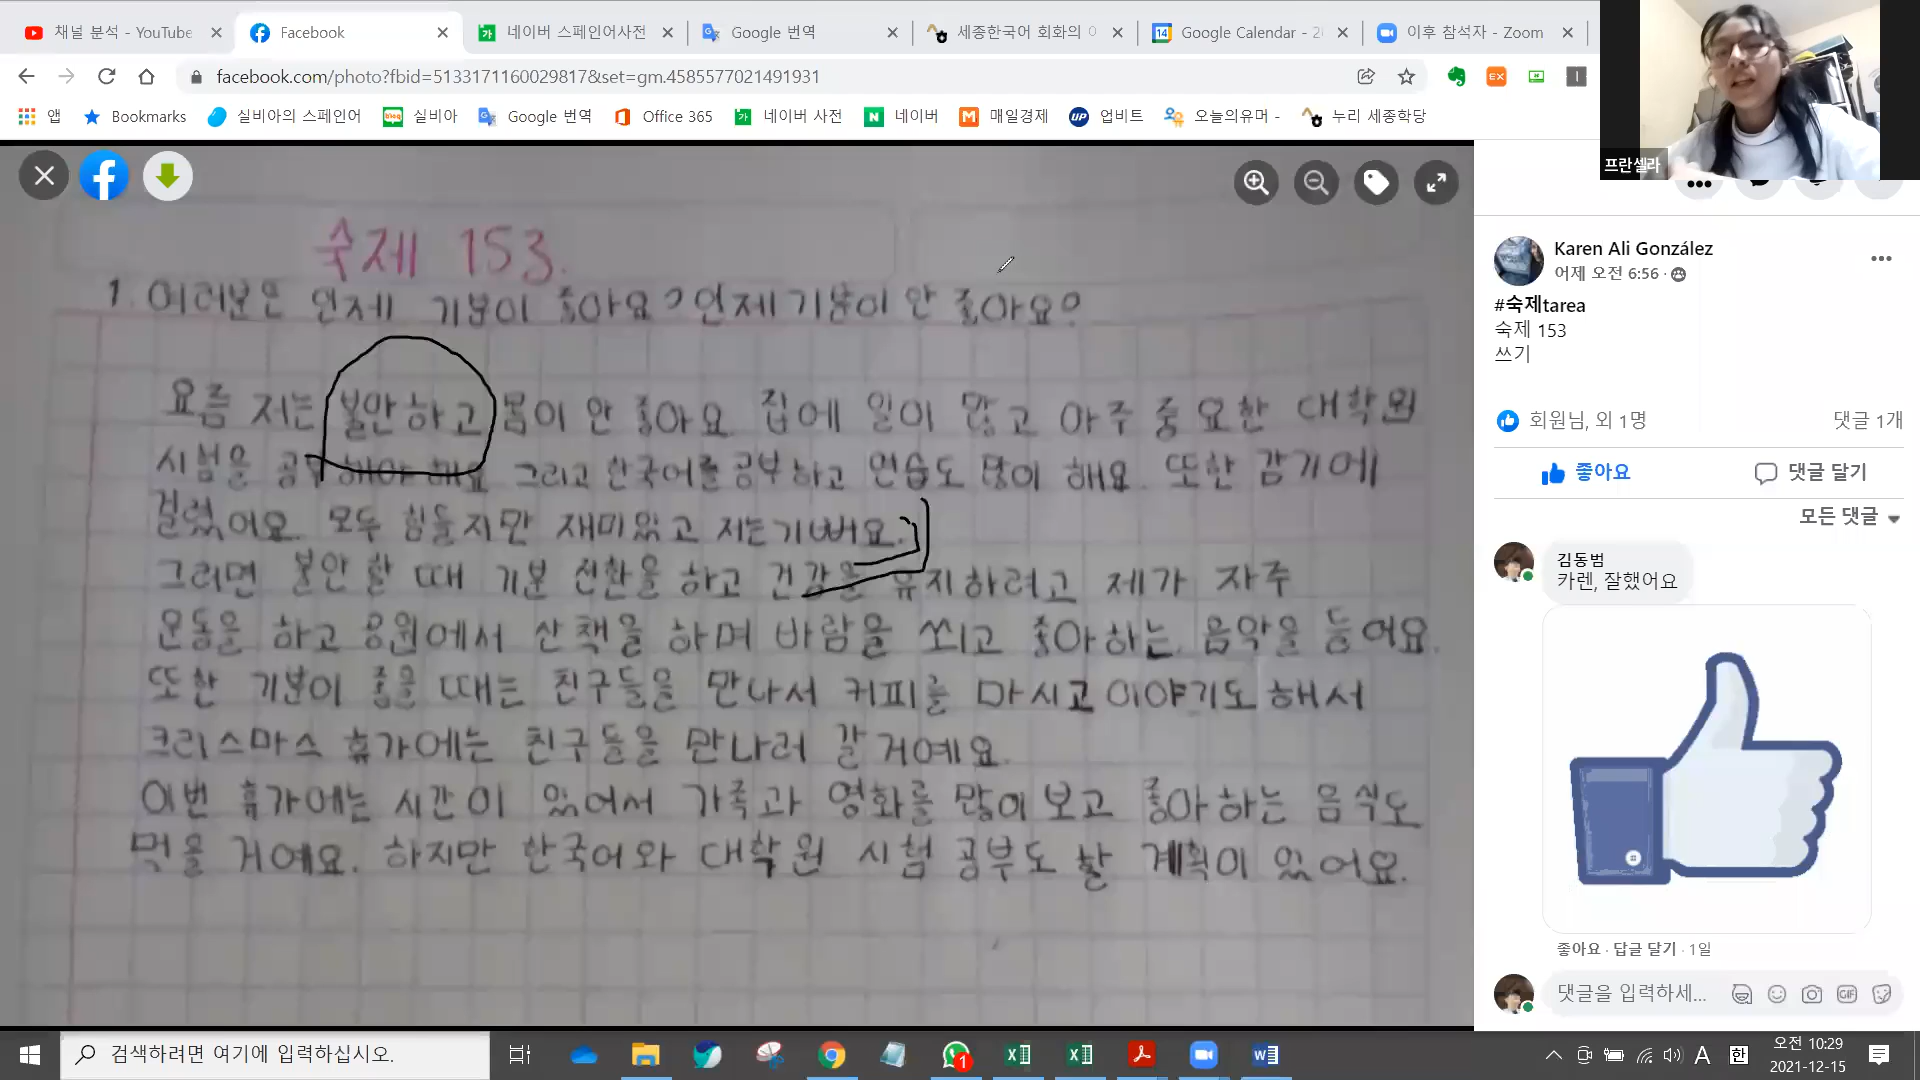 채널 분석 - YouTube
Facebook
네이버 스페인어사전
Google 번역
세종한국어 회화의
Google Calendar - 2
이후 참석자 - Zoom
facebook.com/photo?fbid=5133171160029817&set=gm.4585577021491931
앱
Bookmarks
실비아의 스페인어
실비아
Google 번역
Office 365
네이버 사전
네이버
매일경제
업비트
오늘의유머 -
누리 세종학당
프란셀라
숙제 153.
1. 여러분은 언제 기분이 좋아요? 언제 기분이 안 좋아요?
요즘 저는 불안하고 몸이 안 좋아요. 집에 일이 많고 아주 중요한 대학원
시험을 공부해야 해요. 그리고 한국어를 공부하고 연습도 많이 해요. 또한 감기에
걸렸어요. 모두 힘들지만 재미있고 저는 기뻐요.
그러면 불안 할 때 기분 전환을 하고 건강을 유지하려고 제가 자주
운동을 하고 공원에서 산책을 하며 바람을 쐬고 좋아하는 음악을 들어요.
또한 기분이 좋을 때는 친구들을 만나서 커피를 마시고 이야기도 해서
크리스마스 휴가에는 친구들을 만나러 갈 거예요.
이번 휴가에는 시간이 있어서 가족과 영화를 많이 보고 좋아하는 음식도
먹을 거예요. 하지만 한국어와 대학원 시험 공부도 할 계획이 있어요.
Karen Ali González
어제 오전 6:56 ·
#숙제tarea
숙제 153
쓰기
회원님, 외 1명
댓글 1개
좋아요
댓글 달기
모든 댓글
김동범
카렌, 잘했어요
좋아요 · 답글 달기 · 1일
댓글을 입력하세...
GIF
검색하려면 여기에 입력하십시오.
1
A
한
오전 10:29
2021-12-15